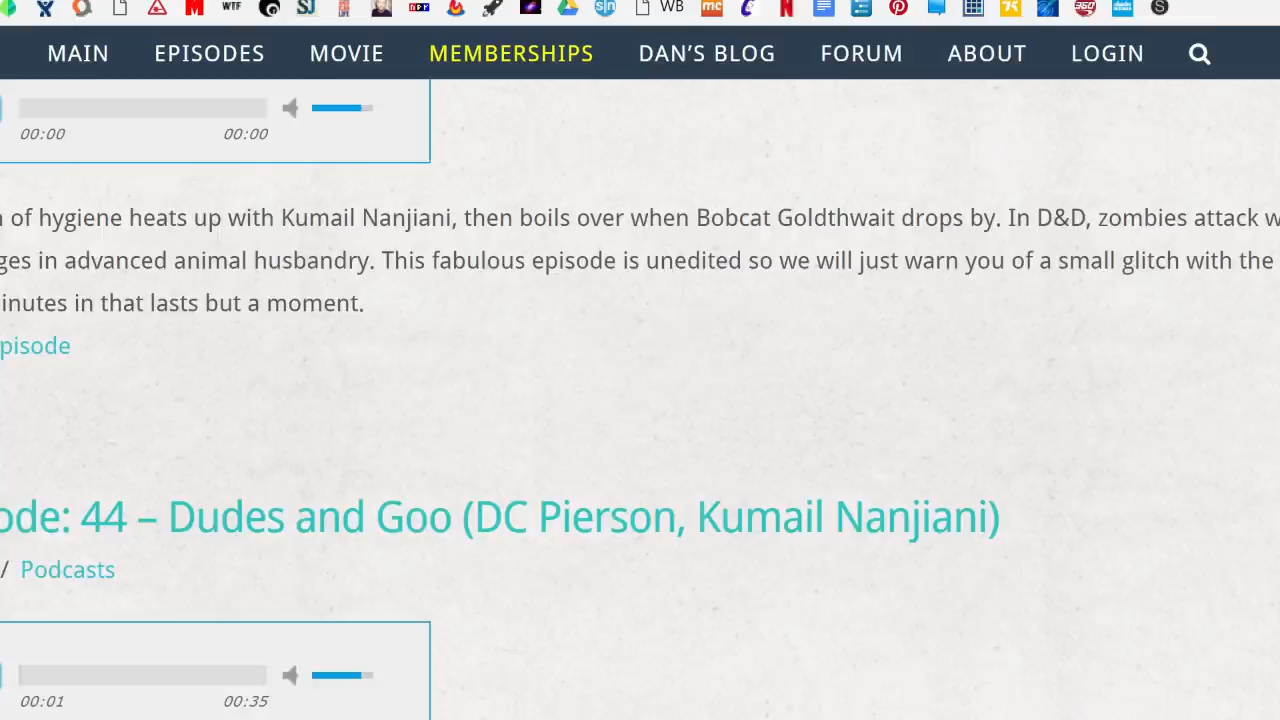 WTF
NPR
WB
mc
MAIN EPISODES MOVIE MEMBERSHIPS DAN’S BLOG FORUM ABOUT LOGIN
00:00 00:00
of hygiene heats up with Kumail Nanjiani, then boils over when Bobcat Goldthwait drops by. In D&D, zombies attack w
ges in advanced animal husbandry. This fabulous episode is unedited so we will just warn you of a small glitch with the
inutes in that lasts but a moment.
pisode
ode: 44 – Dudes and Goo (DC Pierson, Kumail Nanjiani)
/ Podcasts
00:01 00:35